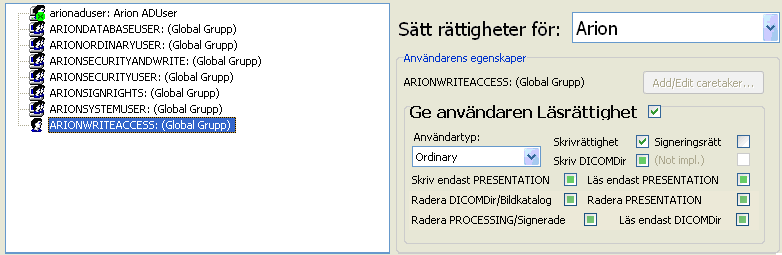 arionaduser: Arion ADUser
ARIONDATABASEUSER: (Global Grupp)
ARIONORDINARYUSER: (Global Grupp)
ARIONSECURITYANDWRITE: (Global Grupp)
ARIONSECURITYUSER: (Global Grupp)
ARIONSIGNRIGHTS: (Global Grupp)
ARIONSYSTEMUSER: (Global Grupp)
ARIONWRITEACCESS: (Global Grupp)
Sätt rättigheter för: Arion
Användarens egenskaper
ARIONWRITEACCESS: (Global Grupp) Add/Edit caretaker...
Ge användaren Läsrättighet
Användartyp: Skrivrättighet Signeringsrätt
Ordinary Skriv DICOMDir (Not impl.)
Skriv endast PRESENTATION Läs endast PRESENTATION
Radera DICOMDir/Bildkatalog Radera PRESENTATION
Radera PROCESSING/Signerade Läs endast DICOMDir